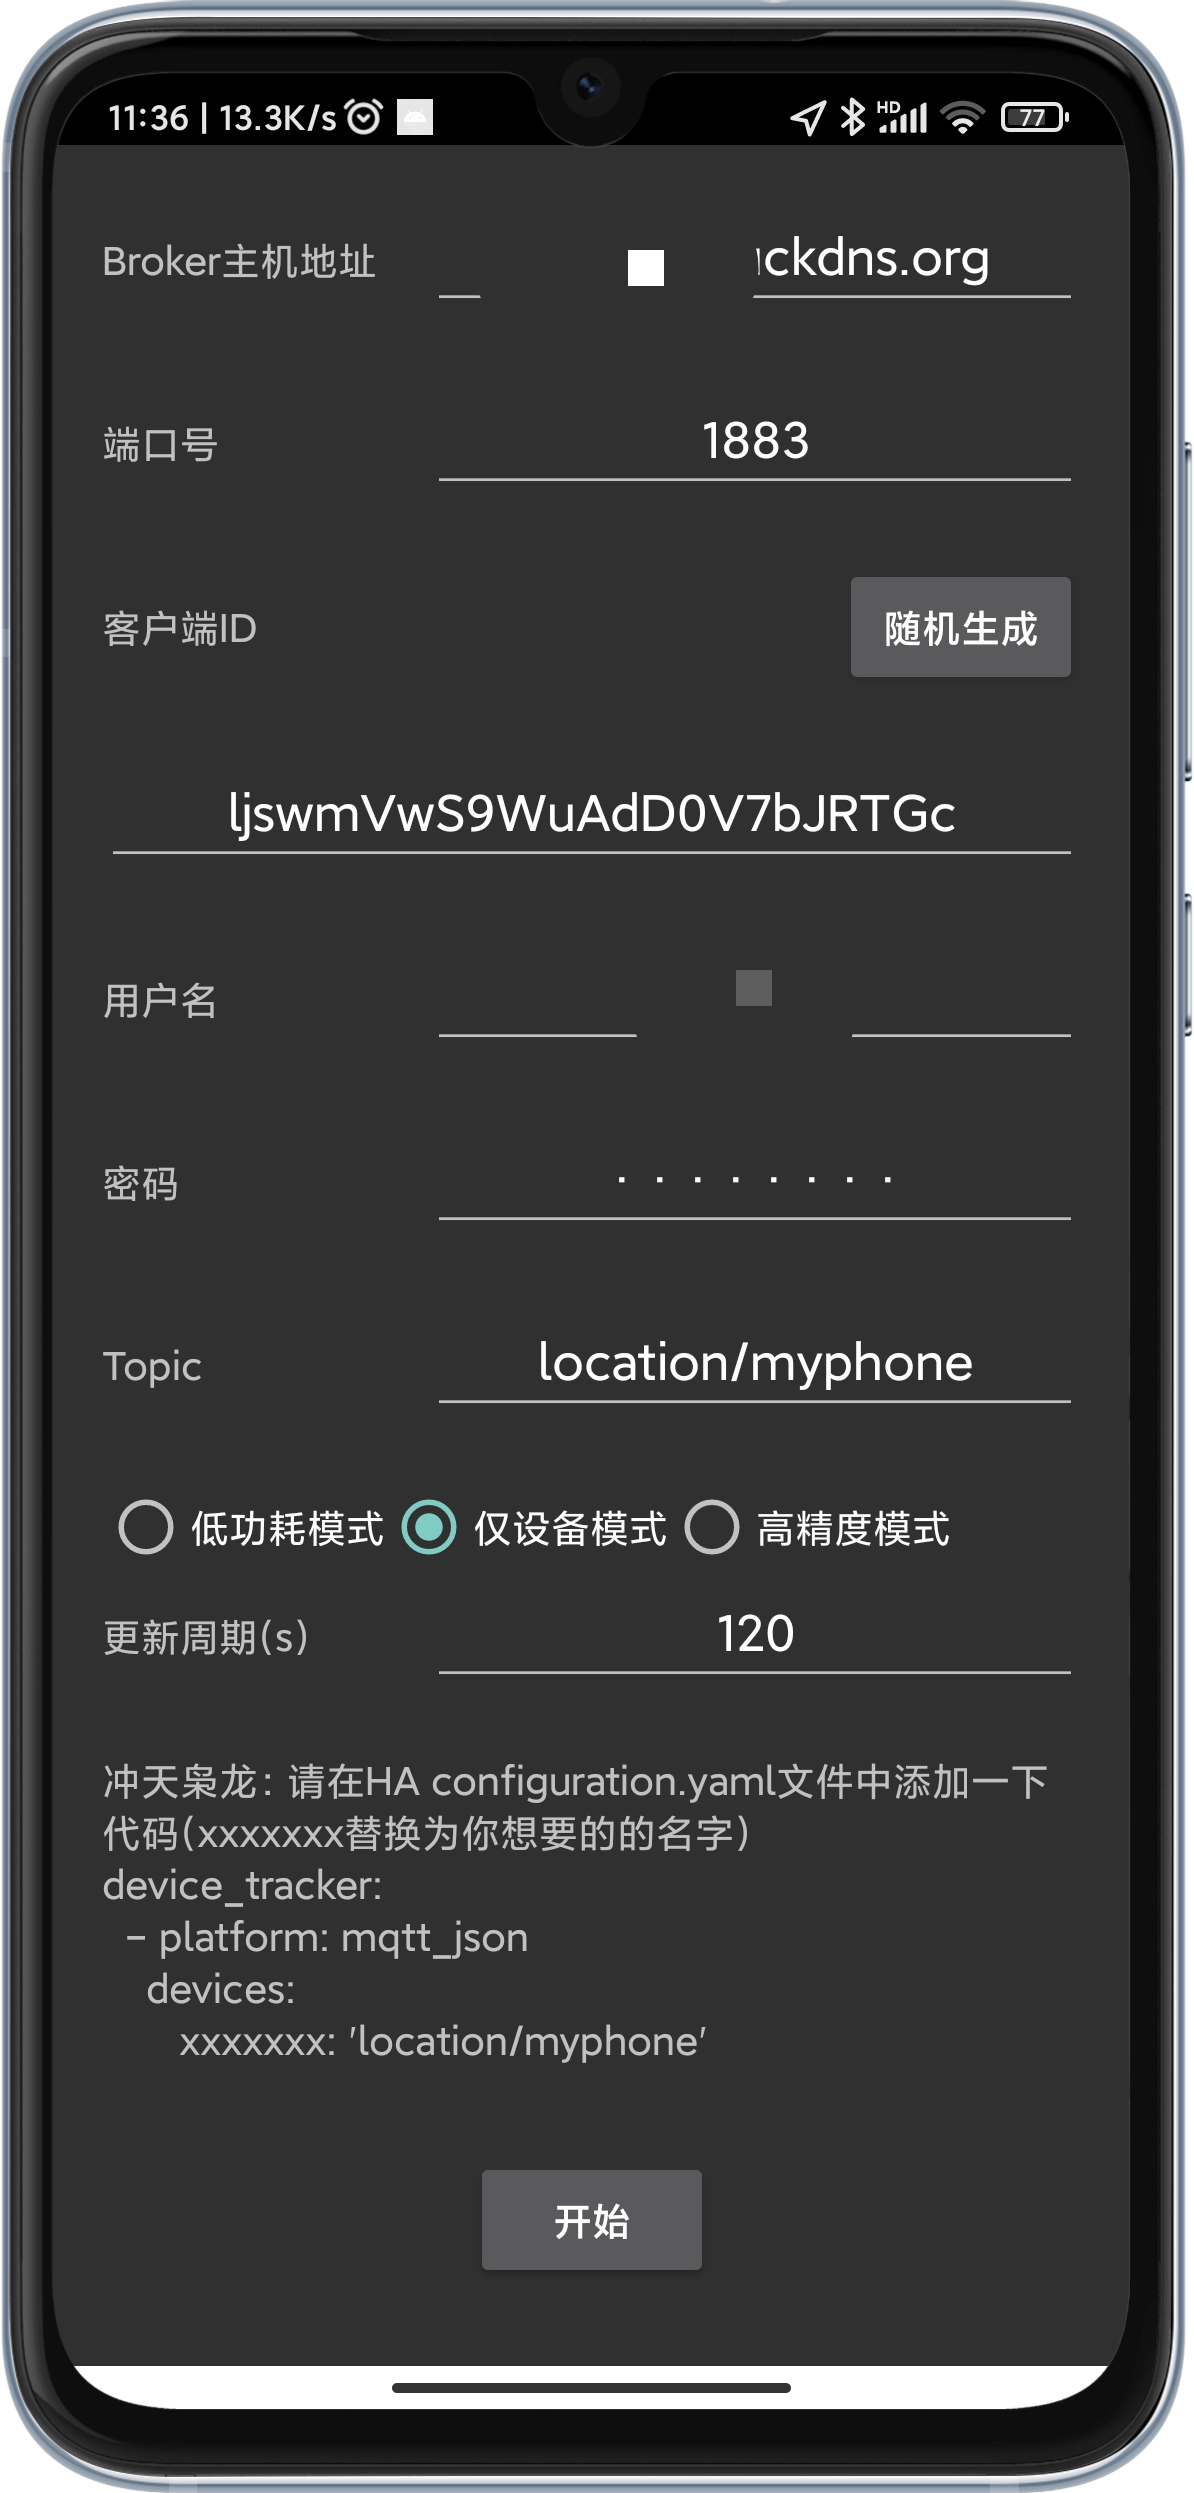 11:36 | 13.3K/s HD 77
Broker主机地址 ckdns.org
端口号 1883
客户端ID 随机生成
ljswmVwS9WuAdD0V7bJRTGc
用户名
密码 ········
Topic location/myphone
低功耗模式 仅设备模式 高精度模式
更新周期(s) 120
冲天枭龙：请在HA configuration.yaml文件中添加一下
代码(xxxxxxx替换为你想要的的名字)
device_tracker:
- platform: mqtt_json
devices:
xxxxxxx: 'location/myphone'
开始